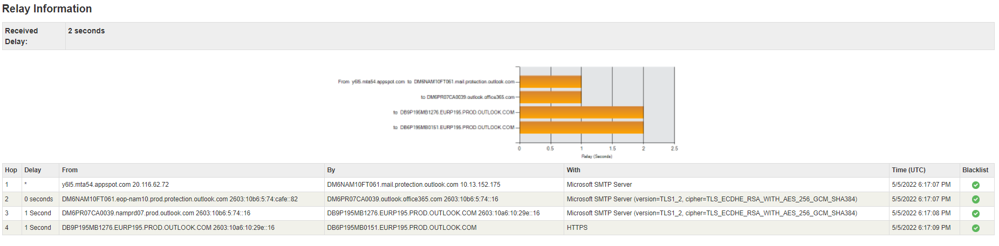 Relay Information
Received Delay: 2 seconds
From y6l5.mta54.appspot.com to DM6NAM10FT061.mail.protection.outlook.com
to DM6PR07CA0039.outlook.office365.com
to DB9P195MB1276.EURP195.PROD.OUTLOOK.COM
to DB6P195MB0151.EURP195.PROD.OUTLOOK.COM
0 0.5 1 1.5 2 2.5
Relay (Seconds)
Hop Delay From By With Time (UTC) Blacklist
1 * y6l5.mta54.appspot.com 20.116.62.72 DM6NAM10FT061.mail.protection.outlook.com 10.13.152.175 Microsoft SMTP Server 5/5/2022 6:17:07 PM
2 0 seconds DM6NAM10FT061.eop-nam10.prod.protection.outlook.com 2603:10b6:5:74:cafe::82 DM6PR07CA0039.outlook.office365.com 2603:10b6:5:74::16 Microsoft SMTP Server (version=TLS1_2, cipher=TLS_ECDHE_RSA_WITH_AES_256_GCM_SHA384) 5/5/2022 6:17:07 PM
3 1 Second DM6PR07CA0039.namprd07.prod.outlook.com 2603:10b6:5:74::16 DB9P195MB1276.EURP195.PROD.OUTLOOK.COM 2603:10a6:10:29e::16 Microsoft SMTP Server (version=TLS1_2, cipher=TLS_ECDHE_RSA_WITH_AES_256_GCM_SHA384) 5/5/2022 6:17:08 PM
4 1 Second DB9P195MB1276.EURP195.PROD.OUTLOOK.COM 2603:10a6:10:29e::16 DB6P195MB0151.EURP195.PROD.OUTLOOK.COM HTTPS 5/5/2022 6:17:09 PM